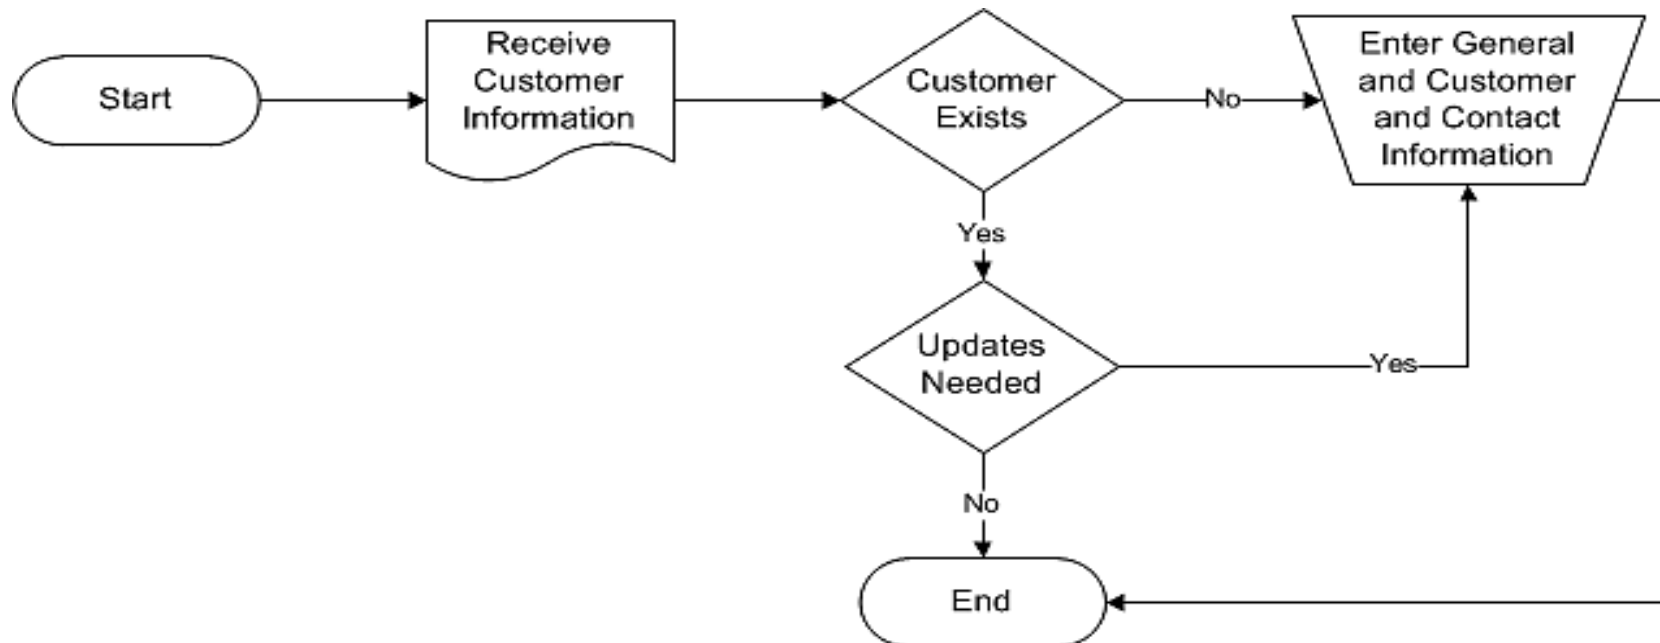 Start
Receive
Customer
Information
Customer
Exists
No
Enter General
and Customer
and Contact
Information
Yes
Updates
Needed
Yes
No
End